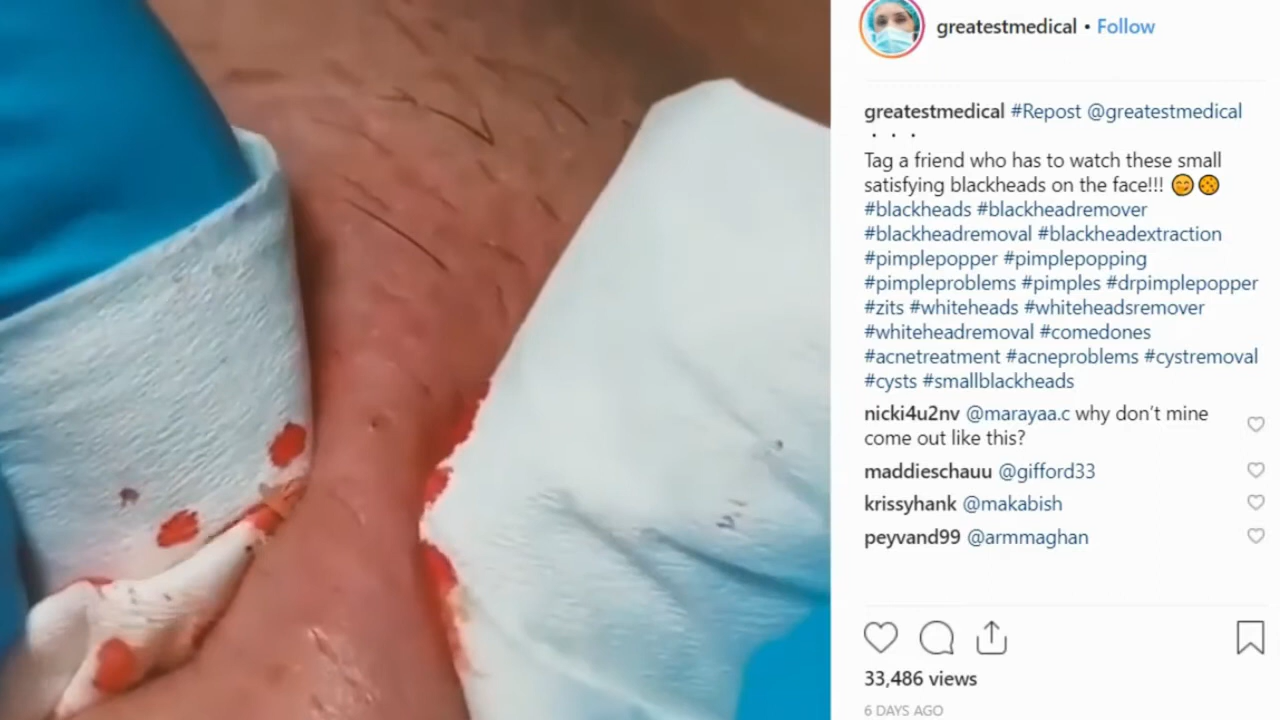 greatestmedical • Follow
greatestmedical #Repost @greatestmedical
・・・
Tag a friend who has to watch these small
satisfying blackheads on the face!!! 😊🍪
#blackheads #blackheadremover
#blackheadremoval #blackheadextraction
#pimplepopper #pimplepopping
#pimpleproblems #pimples #drpimplepopper
#zits #whiteheads #whiteheadsremover
#whiteheadremoval #comedones
#acnetreatment #acneproblems #cystremoval
#cysts #smallblackheads
nicki4u2nv @marayaa.c why don't mine
come out like this?
maddieschauu @gifford33
krissyhank @makabish
peyvand99 @armmaghan
33,486 views
6 DAYS AGO